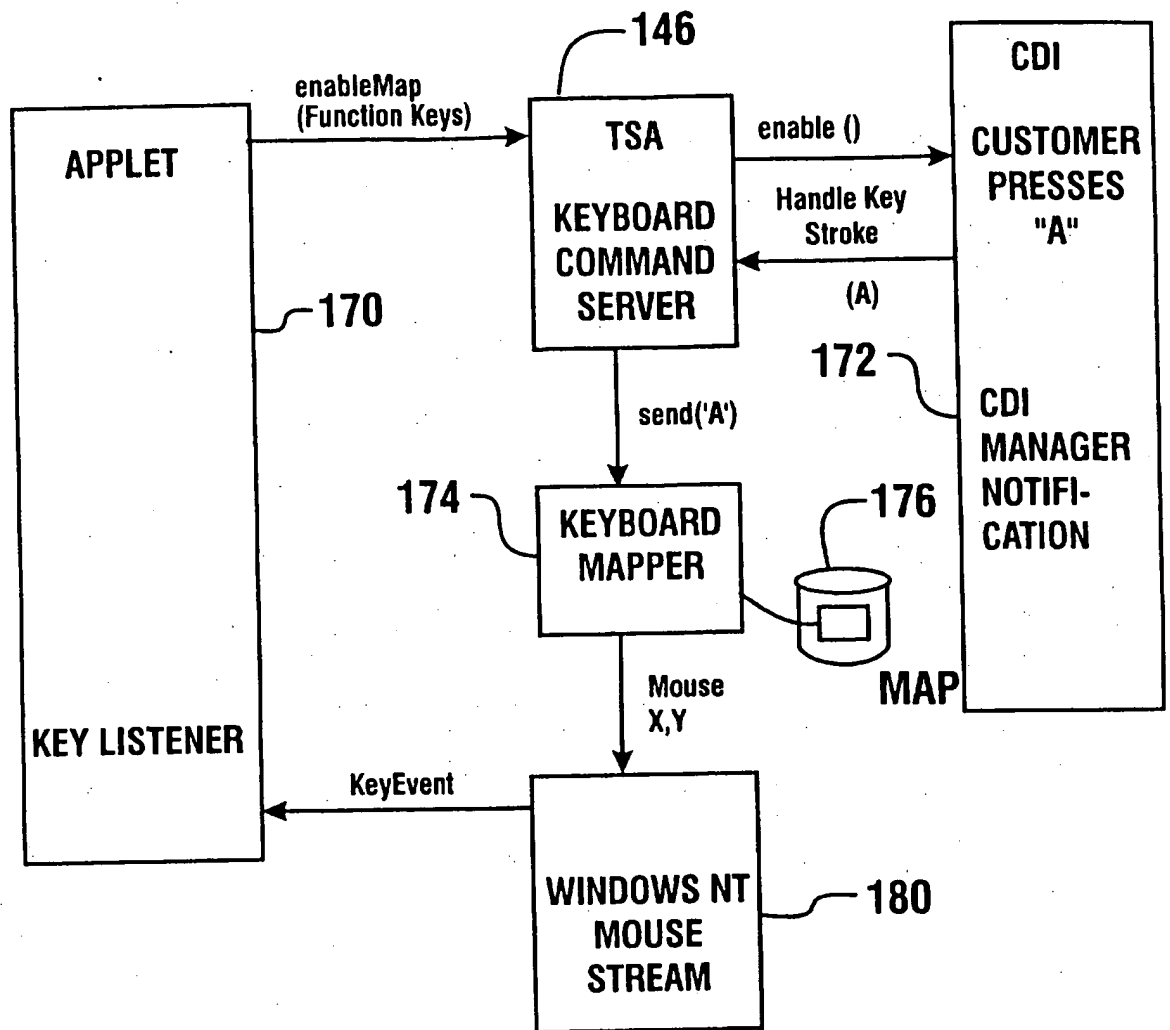 146
CDI
enableMap
(Function Keys)
APPLET
TSA
enable ()
CUSTOMER
PRESSES
"A"
KEYBOARD
COMMAND
SERVER
Handle Key
Stroke
(A)
170
172
CDI
MANAGER
NOTIFI-
CATION
send('A')
174
KEYBOARD
MAPPER
176
MAP
Mouse
X,Y
KEY LISTENER
KeyEvent
WINDOWS NT
MOUSE
STREAM
180